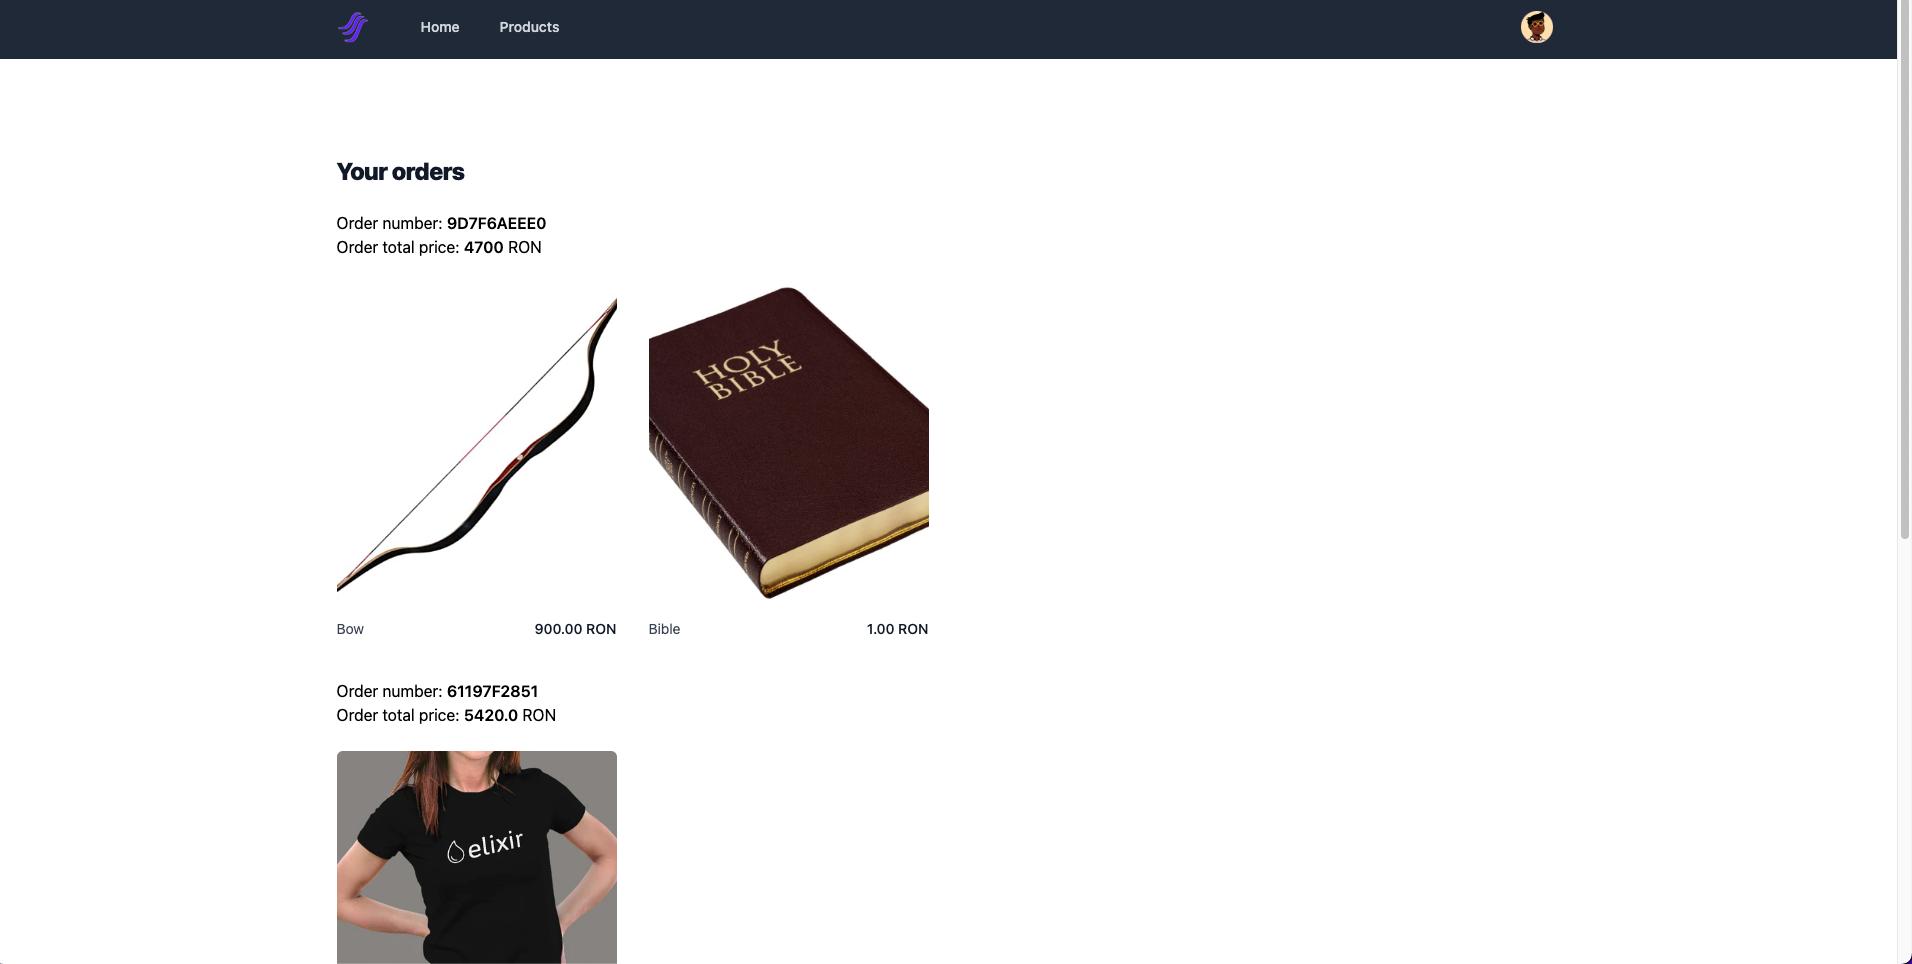 Home Products
Your orders
Order number: 9D7F6AEEE0
Order total price: 4700 RON
HOLY
BIBLE
Bow 900.00 RON Bible 1.00 RON
Order number: 61197F2851
Order total price: 5420.0 RON
elixir